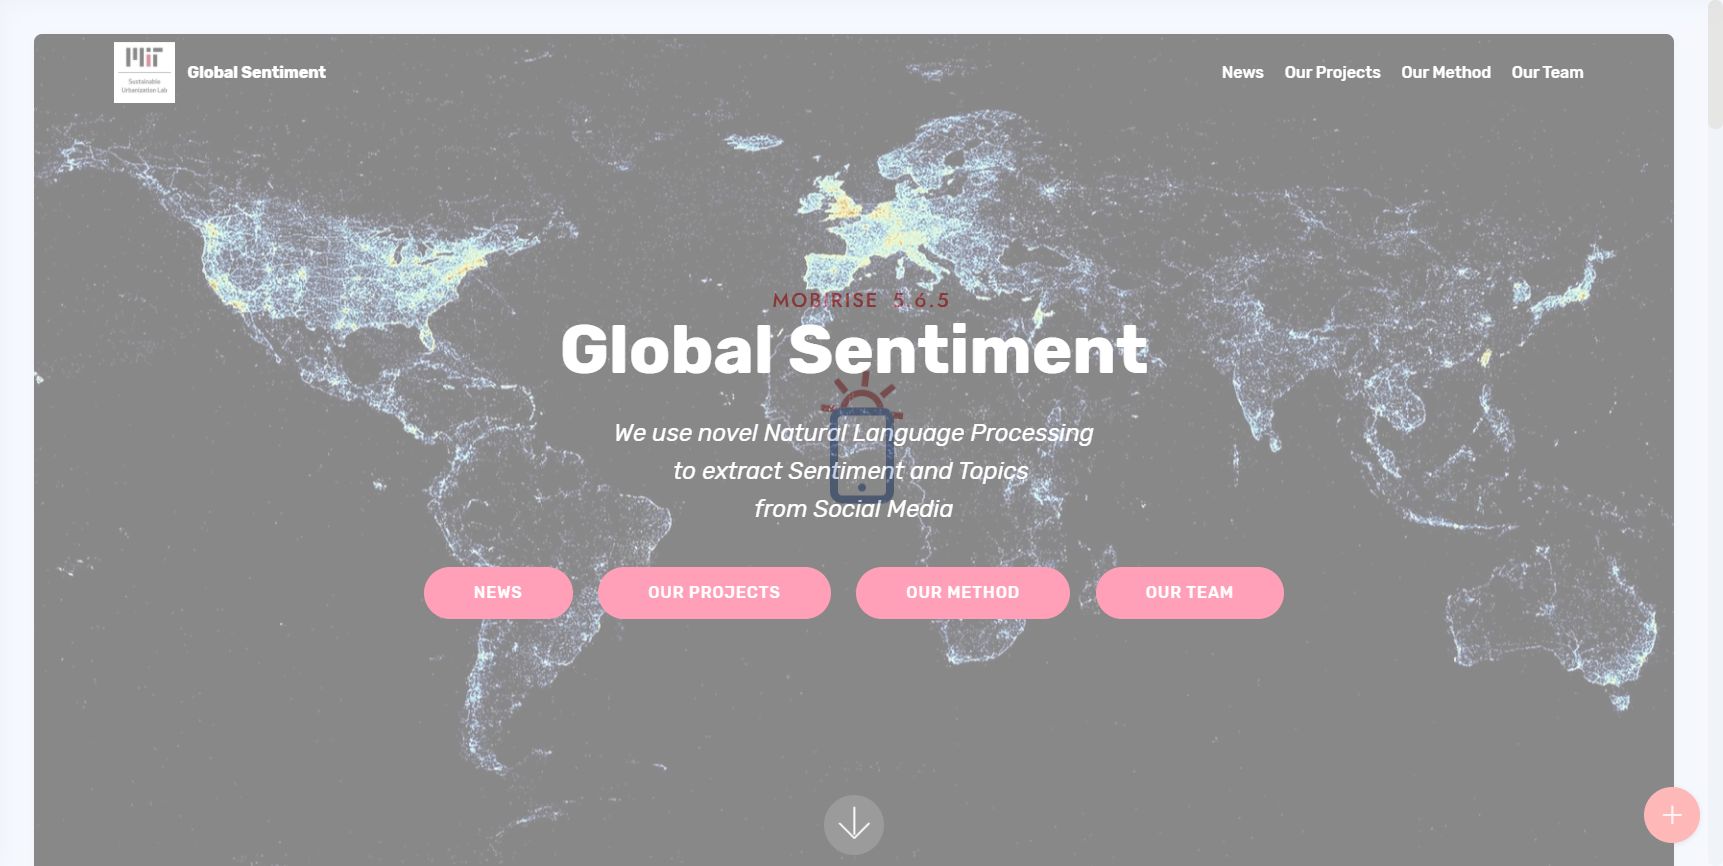 MIT
Sustainable
Urbanization Lab
Global Sentiment
News
Our Projects
Our Method
Our Team
MOBIRISE 5.6.5
Global Sentiment
We use novel Natural Language Processing
to extract Sentiment and Topics
from Social Media
NEWS
OUR PROJECTS
OUR METHOD
OUR TEAM